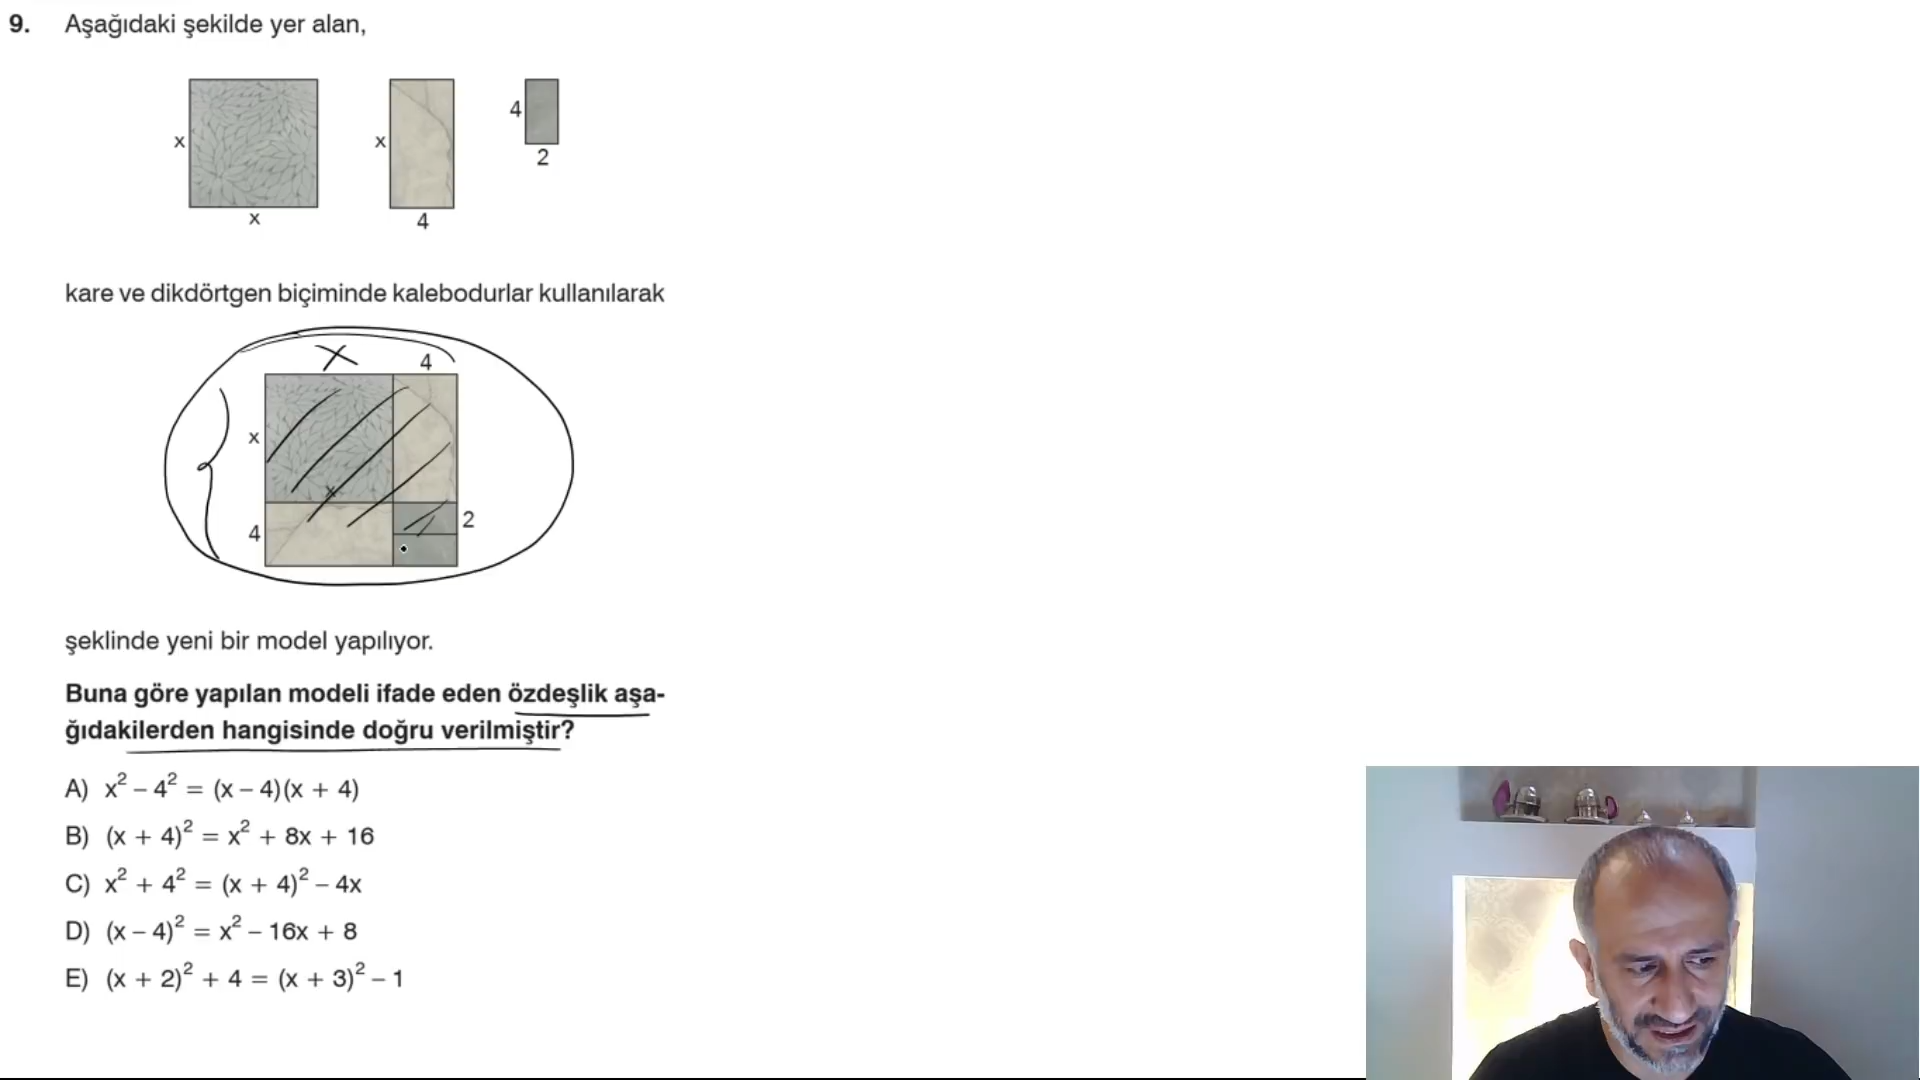 9. Aşağıdaki şekilde yer alan,
x
x
x
4
4
2
kare ve dikdörtgen biçiminde kalebodurlar kullanılarak
x
4
x
x
4
2
şeklinde yeni bir model yapılıyor.
Buna göre yapılan modeli ifade eden özdeşlik aşa-
ğıdakilerden hangisinde doğru verilmiştir?
A) x² – 4² = (x – 4)(x + 4)
B) (x + 4)² = x² + 8x + 16
C) x² + 4² = (x + 4)² – 4x
D) (x – 4)² = x² – 16x + 8
E) (x + 2)² + 4 = (x + 3)² – 1